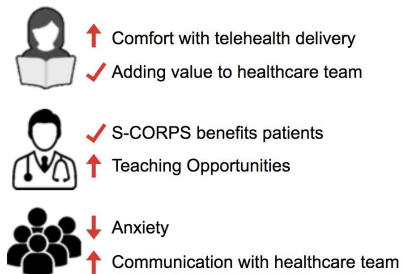 Comfort with telehealth delivery
Adding value to healthcare team
S-CORPS benefits patients
Teaching Opportunities
Anxiety
Communication with healthcare team